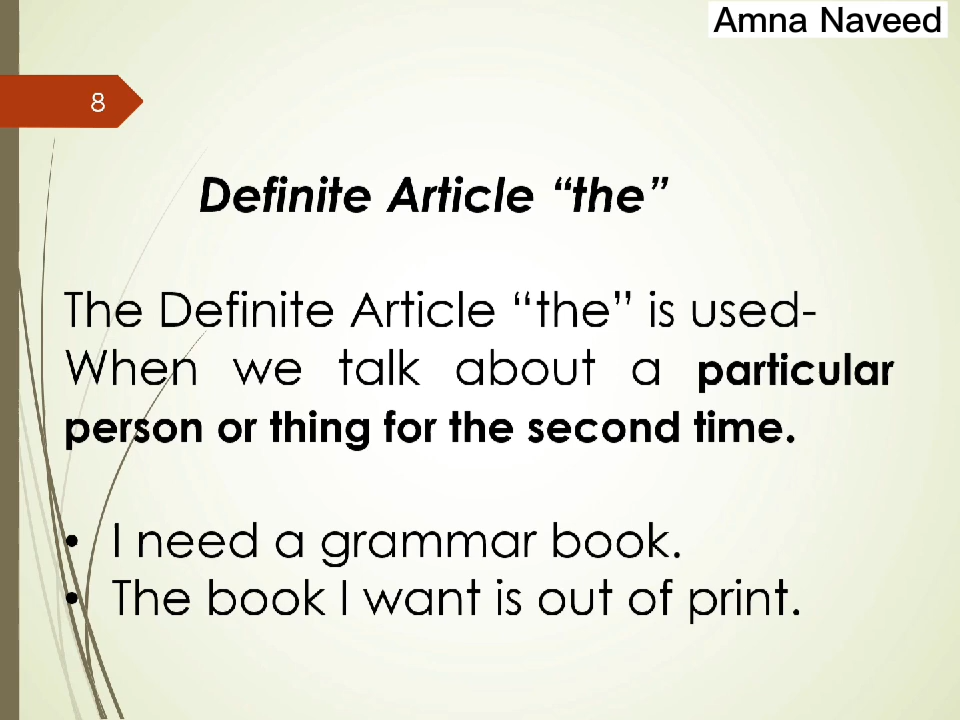 Amna Naveed
8
Definite Article “the”
The Definite Article “the” is used-
When we talk about a particular
person or thing for the second time.
• I need a grammar book.
• The book I want is out of print.